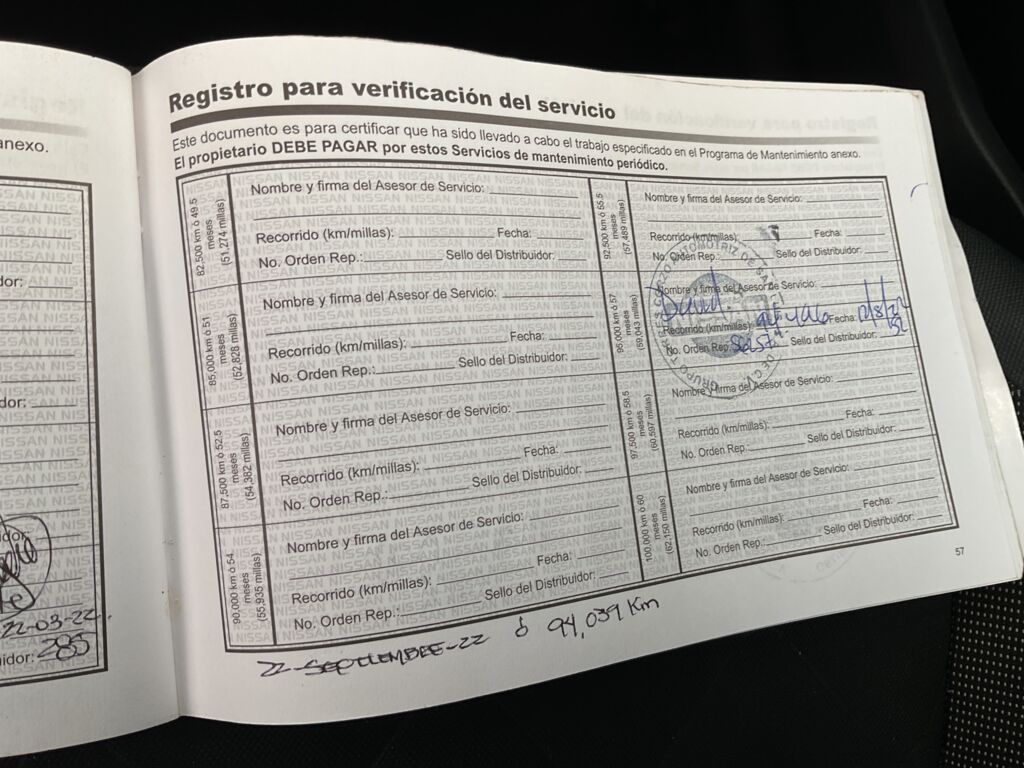 anexo.
dor:
dor:
idor
22-03-22
idor: 285
Registro para verificación del servicio
Este documento es para certificar que ha sido llevado a cabo el trabajo especificado en el Programa de Mantenimiento anexo.
El propietario DEBE PAGAR por estos Servicios de mantenimiento periódico.
82,500 km ó 49.5
meses
(51,274 millas)
Nombre y firma del Asesor de Servicio:
Recorrido (km/millas): Fecha:
No. Orden Rep.: Sello del Distribuidor:
85,000 km ó 51
meses
(52,828 millas)
Nombre y firma del Asesor de Servicio:
Recorrido (km/millas): Fecha:
No. Orden Rep.: Sello del Distribuidor:
87,500 km ó 52.5
meses
(54,382 millas)
Nombre y firma del Asesor de Servicio:
Recorrido (km/millas): Fecha:
No. Orden Rep.: Sello del Distribuidor:
90,000 km ó 54
meses
(55,935 millas)
Nombre y firma del Asesor de Servicio:
Recorrido (km/millas): Fecha:
No. Orden Rep.: Sello del Distribuidor:
92,500 km ó 55.5
meses
(57,489 millas)
Nombre y firma del Asesor de Servicio:
Recorrido (km/millas): Fecha:
No. Orden Rep.: Sello del Distribuidor:
95,000 km ó 57
meses
(59,043 millas)
Nombre y firma del Asesor de Servicio:
David
Recorrido (km/millas): Fecha:
No. Orden Rep.: Sello del Distribuidor:
97,500 km ó 58.5
meses
(60,597 millas)
Nombre y firma del Asesor de Servicio:
Recorrido (km/millas): Fecha:
No. Orden Rep.: Sello del Distribuidor:
100,000 km ó 60
meses
(62,150 millas)
Nombre y firma del Asesor de Servicio:
Recorrido (km/millas): Fecha:
No. Orden Rep.: Sello del Distribuidor:
57
22-SEPTIEMBRE-22 ó 94,039 Km